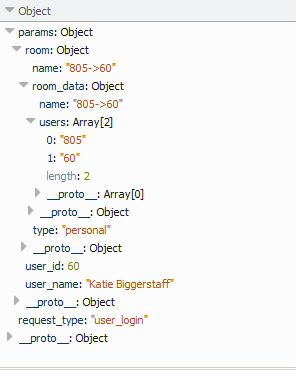 Object
params: Object
room: Object
name: "805->60"
room_data: Object
name: "805->60"
users: Array[2]
0: "805"
1: "60"
length: 2
__proto__: Array[0]
__proto__: Object
type: "personal"
__proto__: Object
user_id: 60
user_name: "Katie Biggerstaff"
__proto__: Object
request_type: "user_login"
__proto__: Object